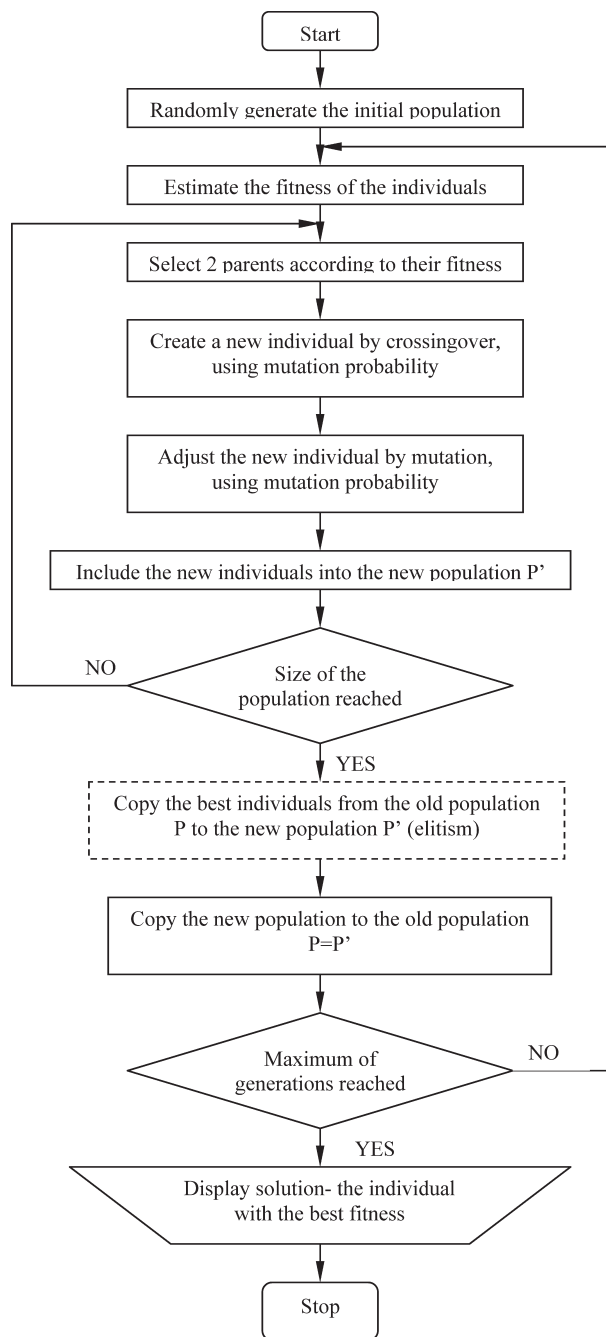 Start
Randomly generate the initial population
Estimate the fitness of the individuals
Select 2 parents according to their fitness
Create a new individual by crossingover,
using mutation probability
Adjust the new individual by mutation,
using mutation probability
Include the new individuals into the new population P’
NO
Size of the
population reached
YES
Copy the best individuals from the old population
P to the new population P’ (elitism)
Copy the new population to the old population
P=P’
Maximum of
generations reached
NO
YES
Display solution- the individual
with the best fitness
Stop